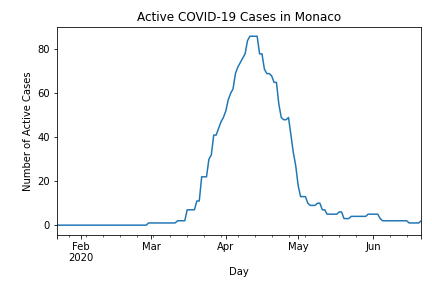 Active COVID-19 Cases in Monaco
Number of Active Cases
80
60
40
20
0
Feb Mar Apr May Jun
2020
Day